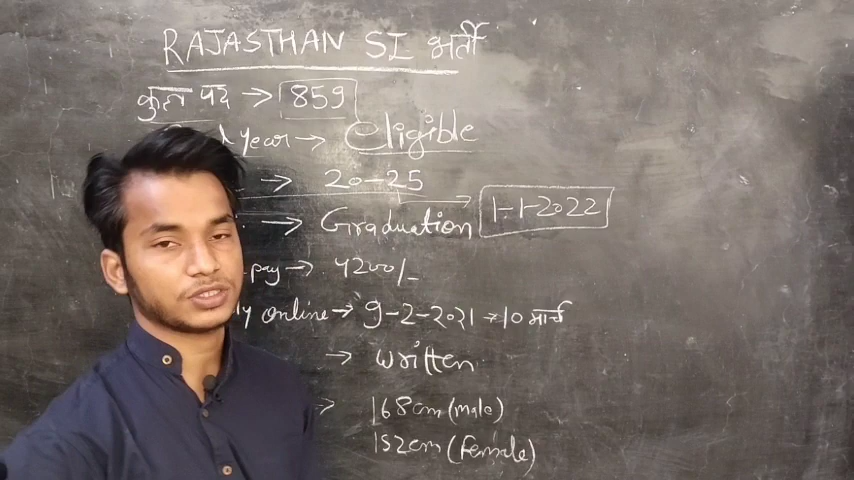 RAJASTHAN SI भर्ती
कुल पद → 859
year → Eligible
→ 20-25
→ Graduation 1-1-2022
pay → 4200/-
online → 9-2-2021 → 10 मार्च
→ written
→ 168cm (male)
152cm (Female)